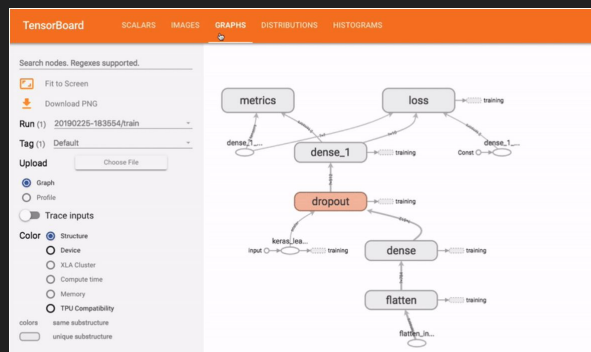 TensorBoard SCALARS IMAGES GRAPHS DISTRIBUTIONS HISTOGRAMS
Search nodes. Regexes supported.
Fit to Screen
Download PNG
Run (1) 20190225-183554/train
Tag (1) Default
Upload Choose File
Graph
Profile
Trace inputs
Color Structure
Device
XLA Cluster
Compute time
Memory
TPU Compatibility
colors same substructure
unique substructure
metrics
loss
training
dense_1_...
dense_1
training
Const
dense_1_...
dropout
training
input
keras_lea...
training
dense
training
flatten
training
flatten_in...